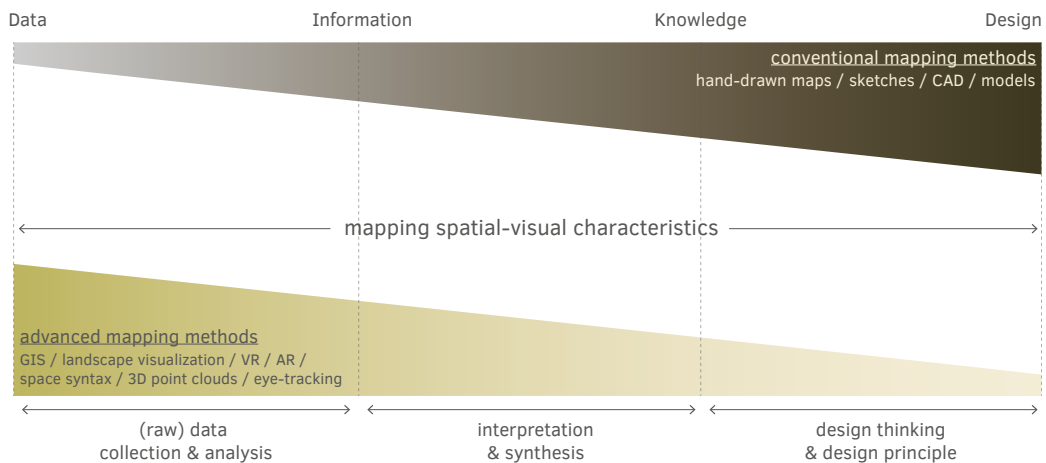 Data
Information
Knowledge
Design
conventional mapping methods
hand-drawn maps / sketches / CAD / models
mapping spatial-visual characteristics
advanced mapping methods
GIS / landscape visualization / VR / AR /
space syntax / 3D point clouds / eye-tracking
(raw) data
collection & analysis
interpretation
& synthesis
design thinking
& design principle